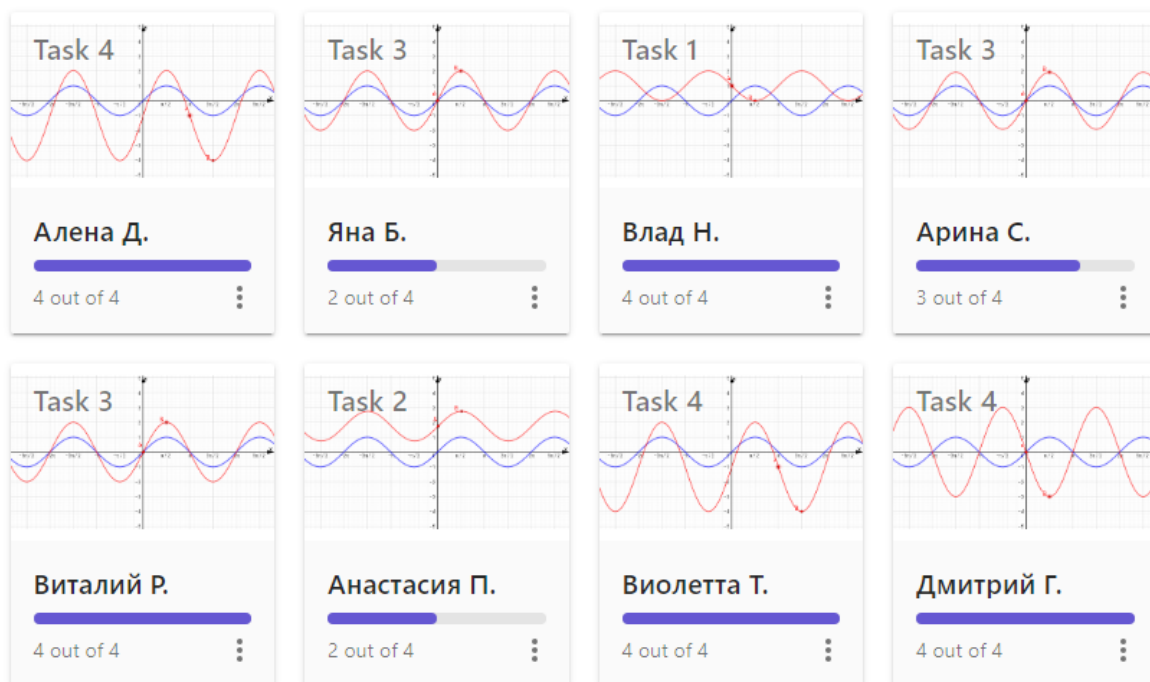 Task 4
Task 3
Task 1
Task 3
Алена Д.
Яна Б.
Влад Н.
Арина С.
4 out of 4
2 out of 4
4 out of 4
3 out of 4
Task 3
Task 2
Task 4
Task 4
Виталий Р.
Анастасия П.
Виолетта Т.
Дмитрий Г.
4 out of 4
2 out of 4
4 out of 4
4 out of 4